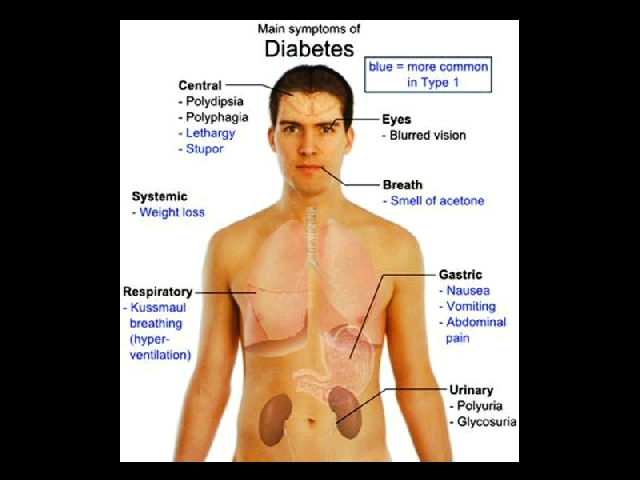 Main symptoms of
Diabetes
blue = more common
in Type 1
Central
- Polydipsia
- Polyphagia
- Lethargy
- Stupor
Eyes
- Blurred vision
Breath
- Smell of acetone
Systemic
- Weight loss
Respiratory
- Kussmaul
breathing
(hyper-
ventilation)
Gastric
- Nausea
- Vomiting
- Abdominal
pain
Urinary
- Polyuria
- Glycosuria